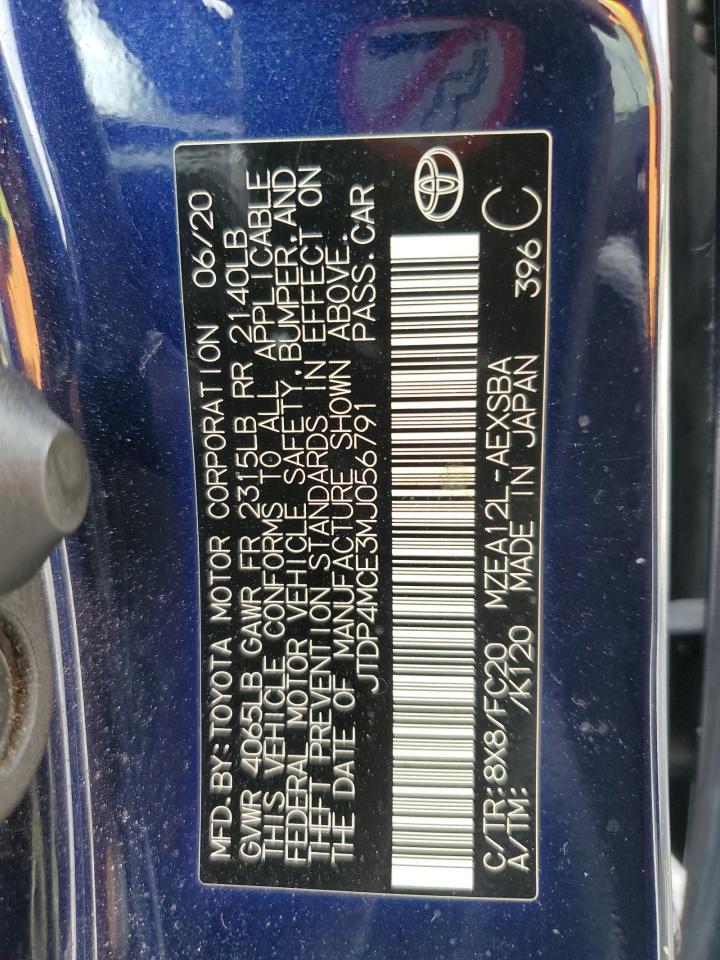 MFD. BY: TOYOTA MOTOR CORPORATION 06/20
GVWR 4065LB GAWR FR 2315LB RR 2140LB
THIS VEHICLE CONFORMS TO ALL APPLICABLE
FEDERAL MOTOR VEHICLE SAFETY, BUMPER, AND
THEFT PREVENTION STANDARDS IN EFFECT ON
THE DATE OF MANUFACTURE SHOWN ABOVE.
JTDP4MCE3MJ056791 PASS. CAR
C/TR: 8X8/FC20 MZEA12L-AEXSBA 396 C
A/TM: /K120 MADE IN JAPAN